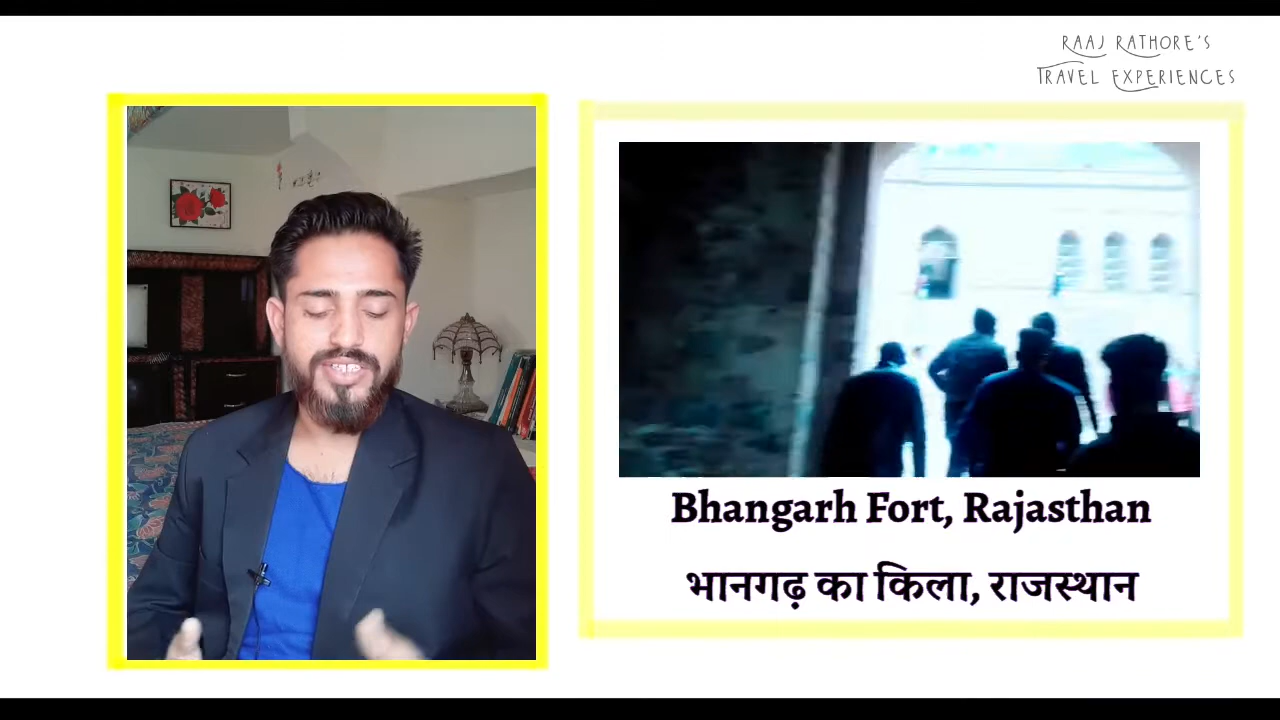 RAAJ RATHORE'S
TRAVEL EXPERIENCES
Bhangarh Fort, Rajasthan
भानगढ़ का किला, राजस्थान